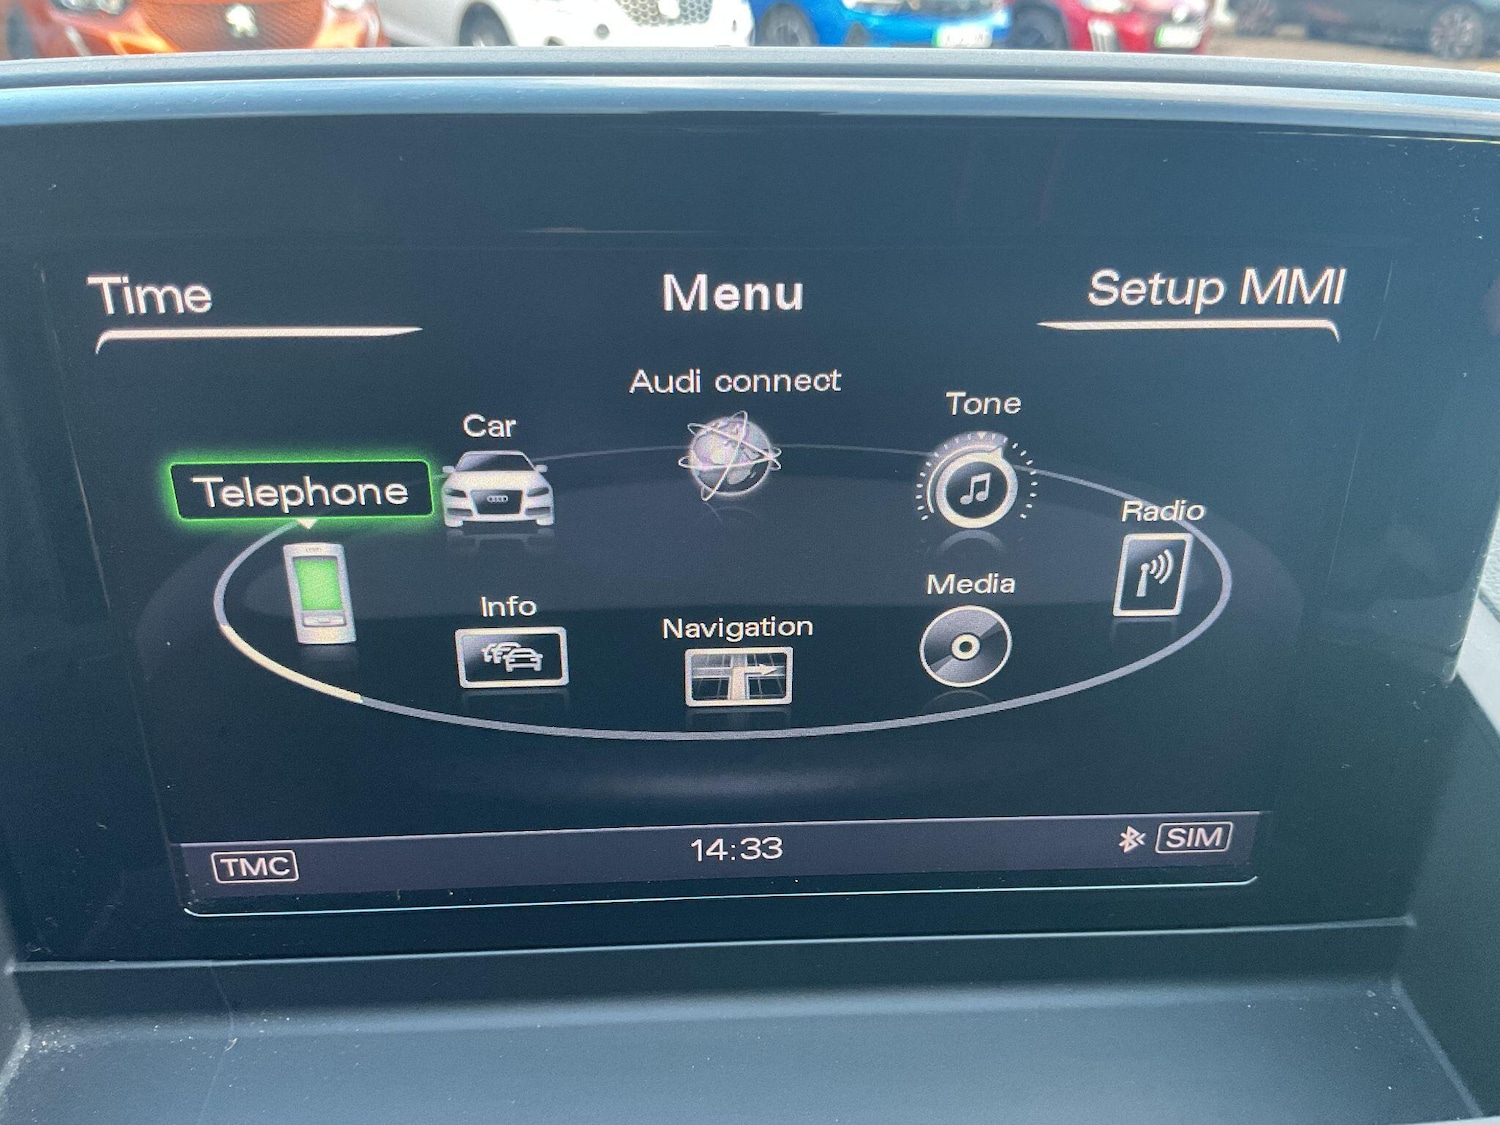 Time
Menu
Setup MMI
Audi connect
Tone
Car
Telephone
Radio
Media
Info
Navigation
TMC
14:33
SIM